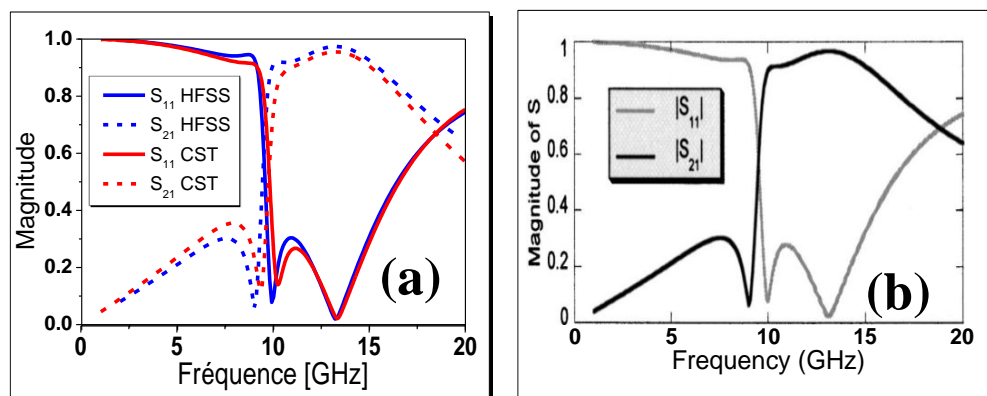 1.0
0.8
0.6
0.4
0.2
0.0
Magnitude
S11 HFSS
S21 HFSS
S11 CST
S21 CST
(a)
0 5 10 15 20
Fréquence [GHz]
1
0.8
0.6
0.4
0.2
0
Magnitude of S
|S11|
|S21|
(b)
0 5 10 15 20
Frequency (GHz)